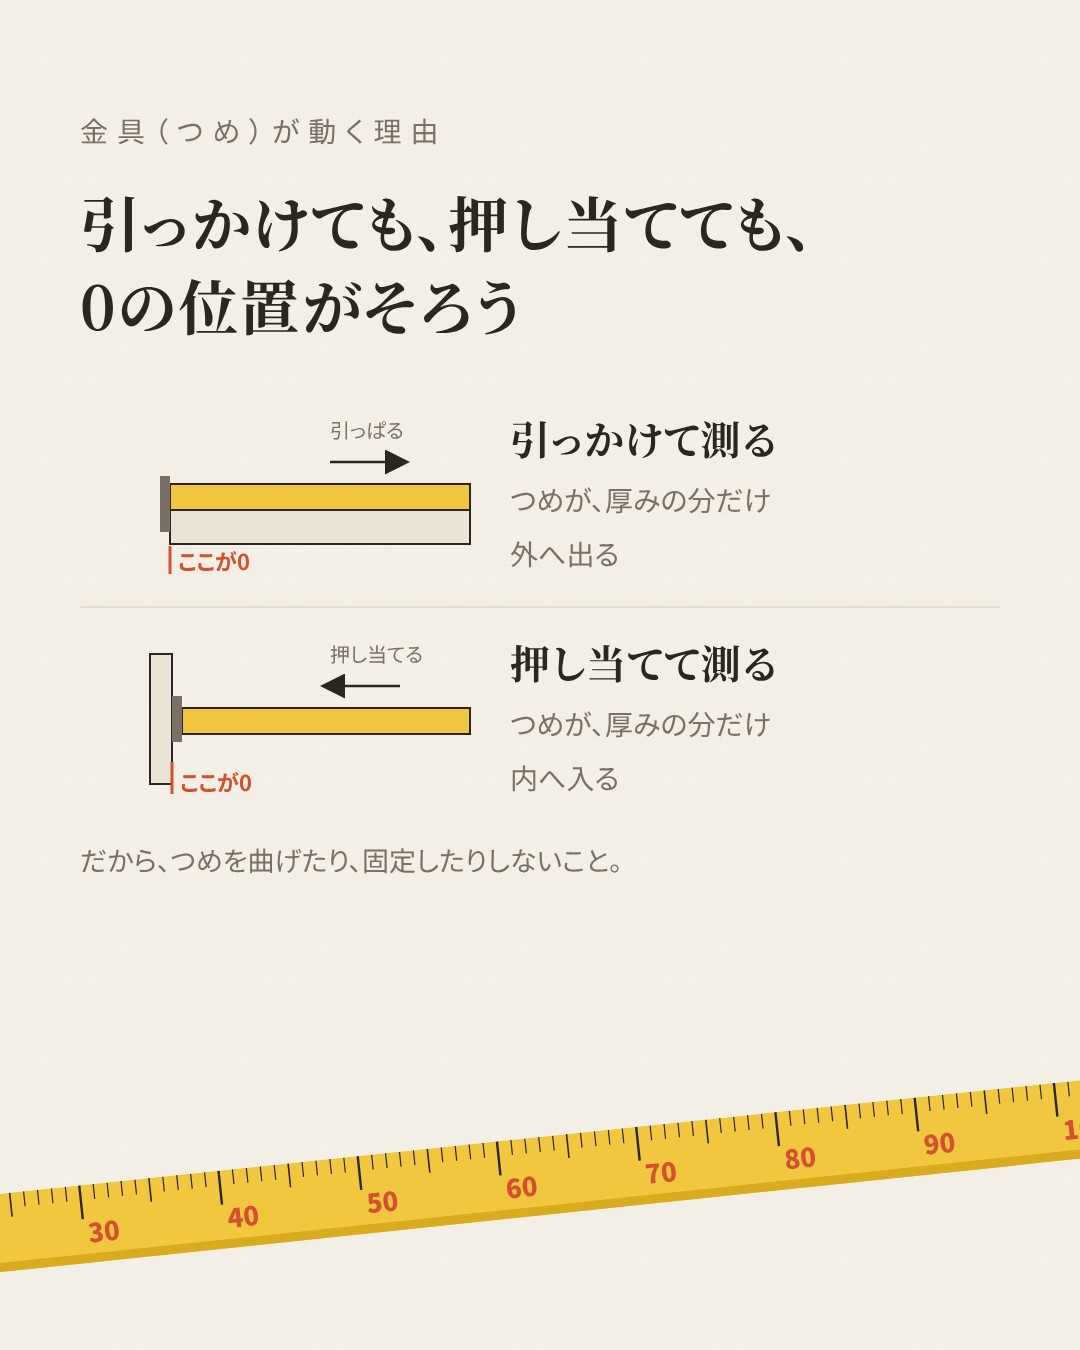 金具（つめ）が動く理由
引っかけても、押し当てても、
0の位置がそろう
引っぱる
ここが0
引っかけて測る
つめが、厚みの分だけ
外へ出る
押し当てる
ここが0
押し当てて測る
つめが、厚みの分だけ
内へ入る
だから、つめを曲げたり、固定したりしないこと。
30 40 50 60 70 80 90